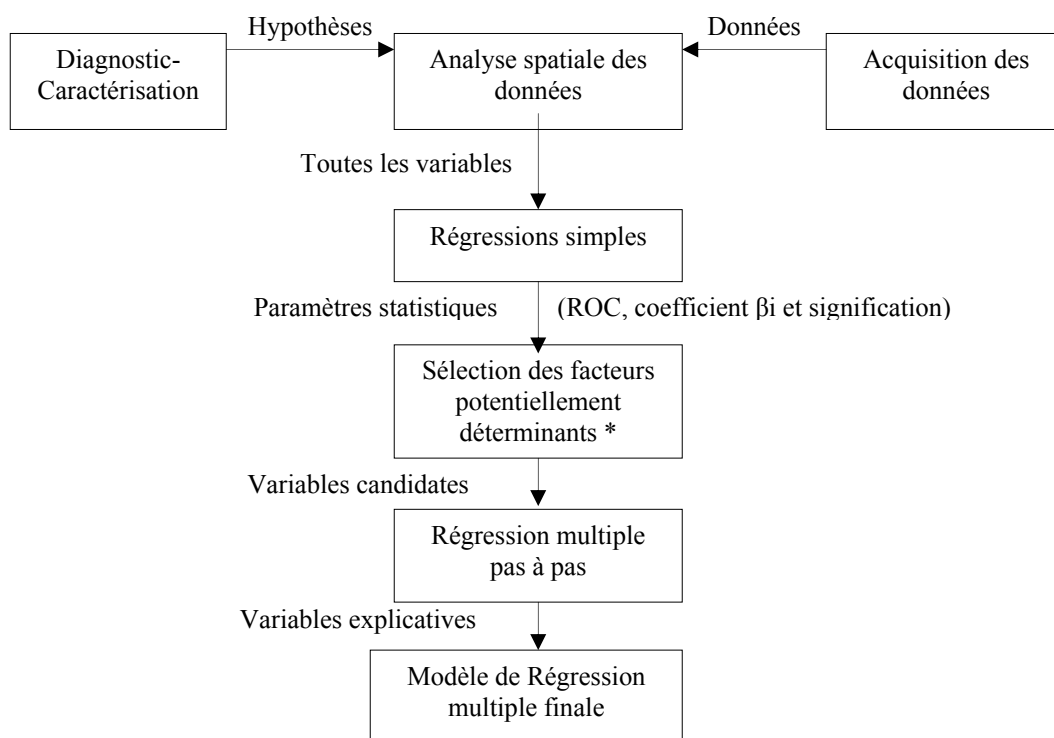 Hypothèses
Données
Diagnostic-
Caractérisation
Analyse spatiale des
données
Acquisition des
données
Toutes les variables
Régressions simples
Paramètres statistiques
(ROC, coefficient βi et signification)
Sélection des facteurs
potentiellement
déterminants *
Variables candidates
Régression multiple
pas à pas
Variables explicatives
Modèle de Régression
multiple finale